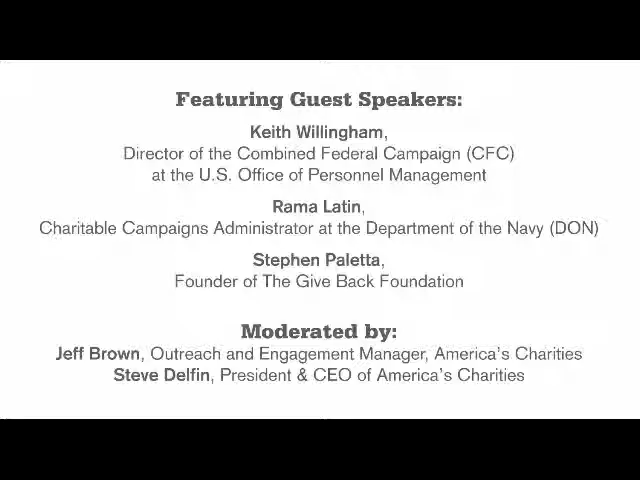 Featuring Guest Speakers:
Keith Willingham,
Director of the Combined Federal Campaign (CFC)
at the U.S. Office of Personnel Management
Rama Latin,
Charitable Campaigns Administrator at the Department of the Navy (DON)
Stephen Paletta,
Founder of The Give Back Foundation
Moderated by:
Jeff Brown, Outreach and Engagement Manager, America's Charities
Steve Delfin, President & CEO of America's Charities